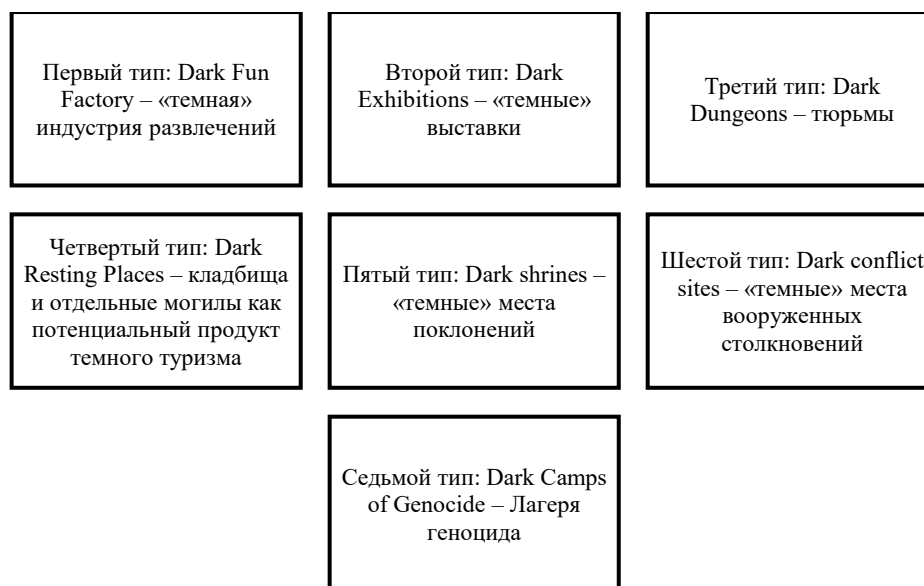 Первый тип: Dark Fun
Factory – «темная»
индустрия развлечений
Второй тип: Dark
Exhibitions – «темные»
выставки
Третий тип: Dark
Dungeons – тюрьмы
Четвертый тип: Dark
Resting Places – кладбища
и отдельные могилы как
потенциальный продукт
темного туризма
Пятый тип: Dark shrines –
«темные» места
поклонений
Шестой тип: Dark conflict
sites – «темные» места
вооруженных
столкновений
Седьмой тип: Dark Camps
of Genocide – Лагеря
геноцида